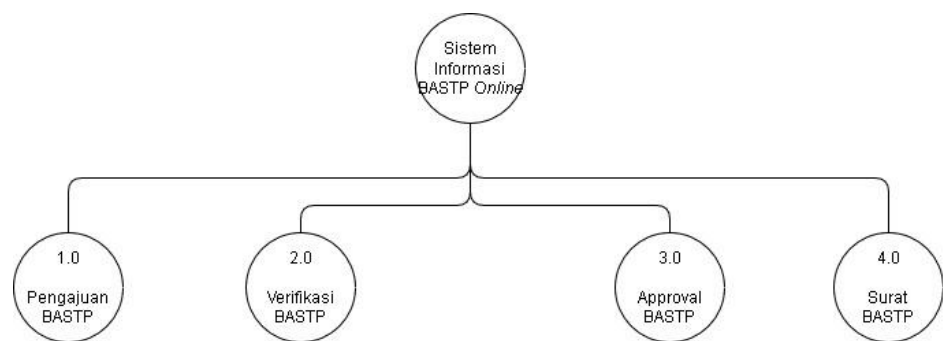 Sistem
Informasi
BASTP Online
1.0
Pengajuan
BASTP
2.0
Verifikasi
BASTP
3.0
Approval
BASTP
4.0
Surat
BASTP